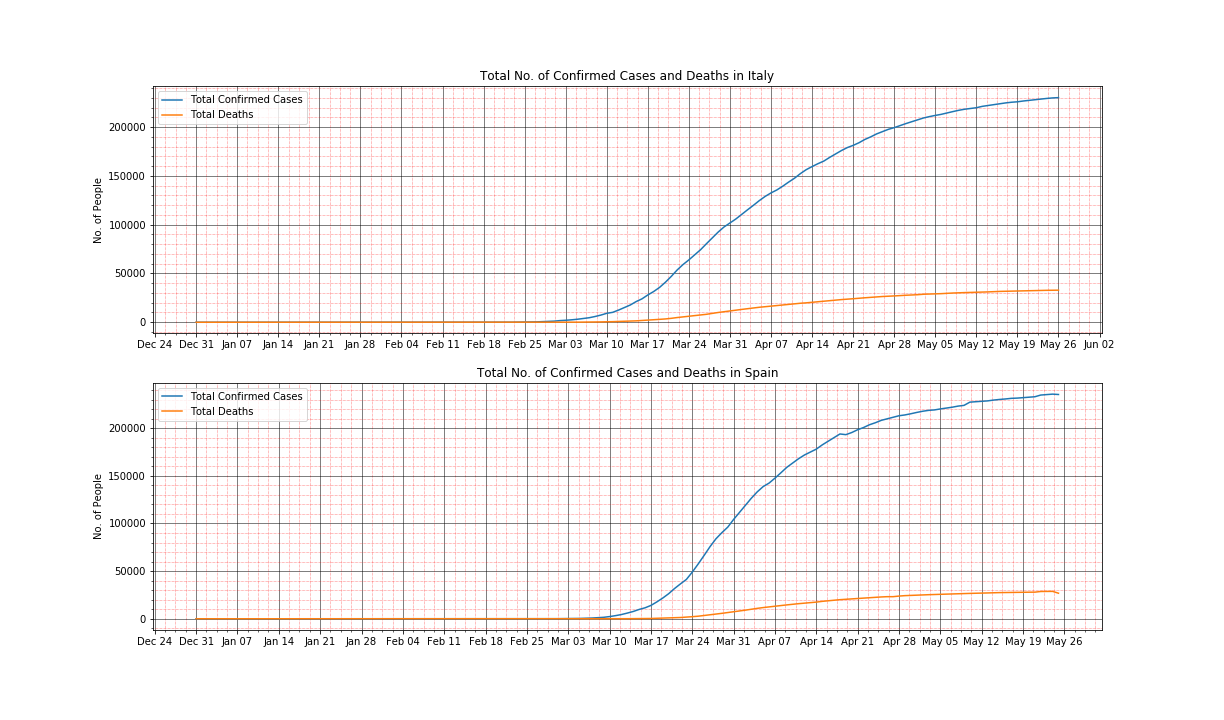 Total No. of Confirmed Cases and Deaths in Italy
Total Confirmed Cases
Total Deaths
No. of People
200000
150000
100000
50000
0
Dec 24 Dec 31 Jan 07 Jan 14 Jan 21 Jan 28 Feb 04 Feb 11 Feb 18 Feb 25 Mar 03 Mar 10 Mar 17 Mar 24 Mar 31 Apr 07 Apr 14 Apr 21 Apr 28 May 05 May 12 May 19 May 26 Jun 02
Total No. of Confirmed Cases and Deaths in Spain
Total Confirmed Cases
Total Deaths
No. of People
200000
150000
100000
50000
0
Dec 24 Dec 31 Jan 07 Jan 14 Jan 21 Jan 28 Feb 04 Feb 11 Feb 18 Feb 25 Mar 03 Mar 10 Mar 17 Mar 24 Mar 31 Apr 07 Apr 14 Apr 21 Apr 28 May 05 May 12 May 19 May 26